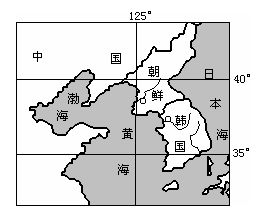 125°
中 国
朝 鲜
日 本 海
40°
渤 海
黄 海
韩 国
35°